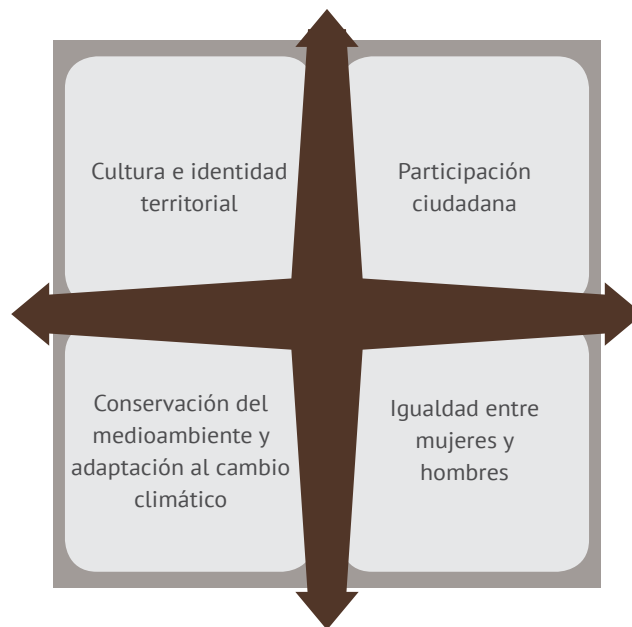 Cultura e identidad
territorial
Participación
ciudadana
Conservación del
medioambiente y
adaptación al cambio
climático
Igualdad entre
mujeres y
hombres